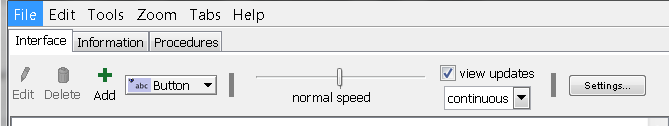 File Edit Tools Zoom Tabs Help
Interface Information Procedures
Edit Delete Add abc Button normal speed view updates continuous Settings...